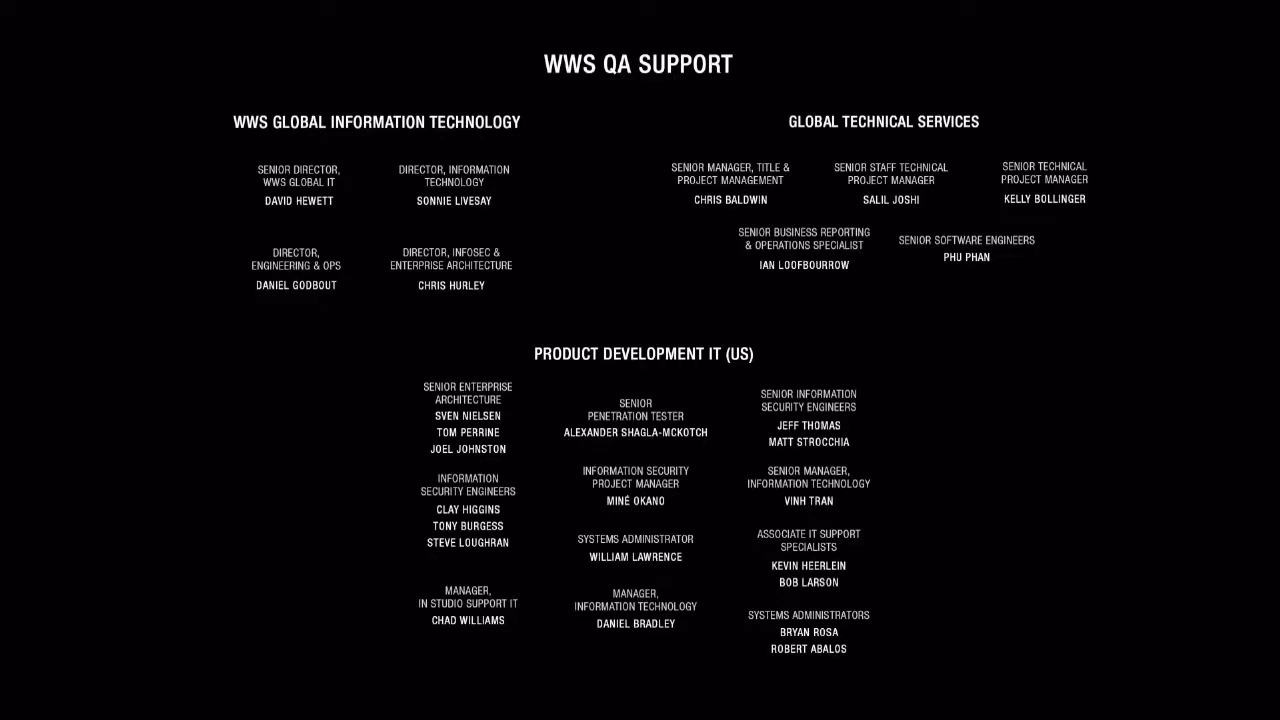 WWS QA SUPPORT
WWS GLOBAL INFORMATION TECHNOLOGY
SENIOR DIRECTOR,
WWS GLOBAL IT
DAVID HEWETT
DIRECTOR, INFORMATION
TECHNOLOGY
SONNIE LIVESAY
DIRECTOR,
ENGINEERING & OPS
DANIEL GODBOUT
DIRECTOR, INFOSEC &
ENTERPRISE ARCHITECTURE
CHRIS HURLEY
GLOBAL TECHNICAL SERVICES
SENIOR MANAGER, TITLE &
PROJECT MANAGEMENT
CHRIS BALDWIN
SENIOR STAFF TECHNICAL
PROJECT MANAGER
SALIL JOSHI
SENIOR TECHNICAL
PROJECT MANAGER
KELLY BOLLINGER
SENIOR BUSINESS REPORTING
& OPERATIONS SPECIALIST
IAN LOOFBOURROW
SENIOR SOFTWARE ENGINEERS
PHU PHAN
PRODUCT DEVELOPMENT IT (US)
SENIOR ENTERPRISE
ARCHITECTURE
SVEN NIELSEN
TOM PERRINE
JOEL JOHNSTON
INFORMATION
SECURITY ENGINEERS
CLAY HIGGINS
TONY BURGESS
STEVE LOUGHRAN
MANAGER,
IN STUDIO SUPPORT IT
CHAD WILLIAMS
SENIOR
PENETRATION TESTER
ALEXANDER SHAGLA-MCKOTCH
INFORMATION SECURITY
PROJECT MANAGER
MINÉ OKANO
SYSTEMS ADMINISTRATOR
WILLIAM LAWRENCE
MANAGER,
INFORMATION TECHNOLOGY
DANIEL BRADLEY
SENIOR INFORMATION
SECURITY ENGINEERS
JEFF THOMAS
MATT STROCCHIA
SENIOR MANAGER,
INFORMATION TECHNOLOGY
VINH TRAN
ASSOCIATE IT SUPPORT
SPECIALISTS
KEVIN HEERLEIN
BOB LARSON
SYSTEMS ADMINISTRATORS
BRYAN ROSA
ROBERT ABALOS